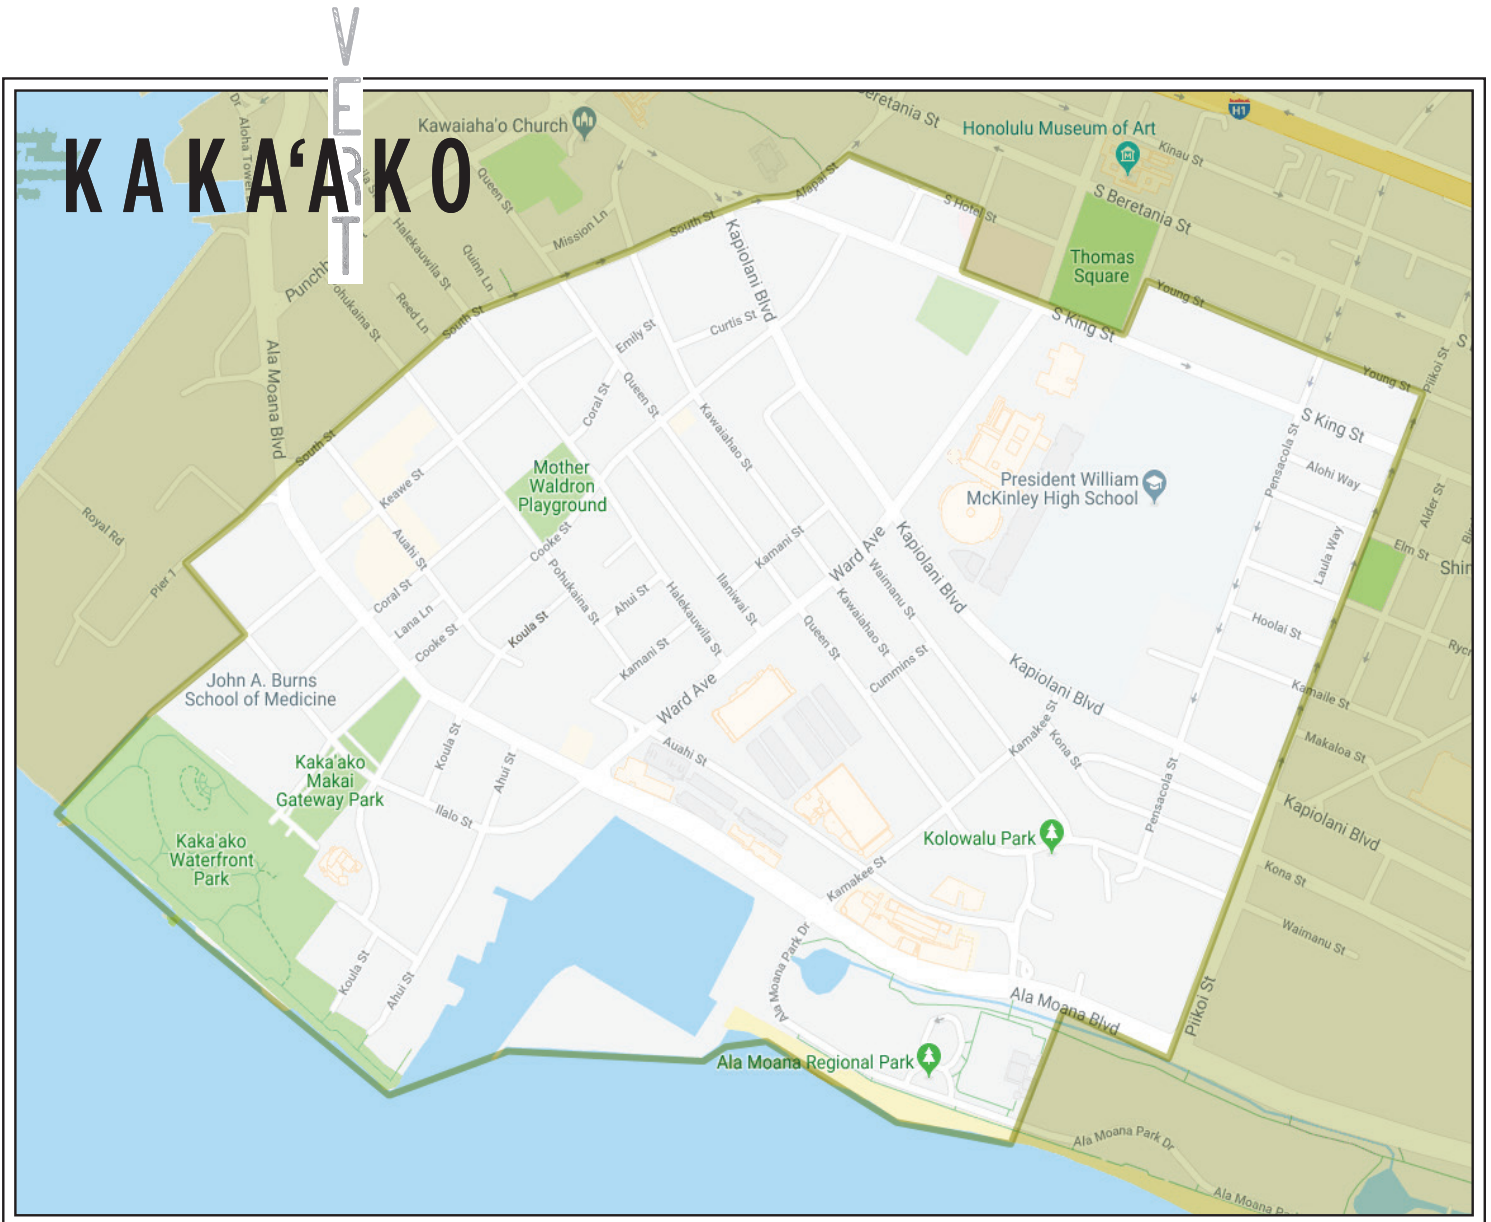 VERT
KAKA‘AKO
Dr
Aloha Tower
Kawaiaha'o Church
Beretania St
H1
Honolulu Museum of Art
Kinau St
S Beretania St
Queen St
Mission Ln
Halekauwila St
Quinn Ln
Reed Ln
Punchb
Pohukaina St
South St
South St
South St
Alapai St
S Hotel St
Thomas
Square
Young St
Young St
Piikoi St
S King St
S King St
Ala Moana Blvd
Kapiolani Blvd
Curtis St
Emily St
Coral St
Queen St
Kawaiahao St
Mother
Waldron
Playground
Keawe St
Auahi St
Coral St
Lana Ln
Cooke St
Cooke St
Koula St
Pohukaina St
Ahui St
Kamani St
Halekauwila St
Ilaniwai St
Kamani St
Ward Ave
Ward Ave
Waimanu St
Kawaiahao St
Queen St
Cummins St
Kapiolani Blvd
Kapiolani Blvd
President William
McKinley High School
Pensacola St
Alohi Way
Alder St
Elm St
Laula Way
Hoolai St
Rycr
Kamaile St
Makaloa St
Kapiolani Blvd
Kona St
Waimanu St
Kamakee St
Kona St
Pensacola St
Royal Rd
Pier 1
John A. Burns
School of Medicine
Kaka'ako
Makai
Gateway Park
Kaka'ako
Waterfront
Park
Koula St
Ahui St
Ilalo St
Auahi St
Koula St
Ahui St
Kolowalu Park
Kamakee St
Ala Moana Park Dr
Ala Moana Blvd
Piikoi St
Ala Moana Regional Park
Ala Moana Park Dr
Ala Moana P